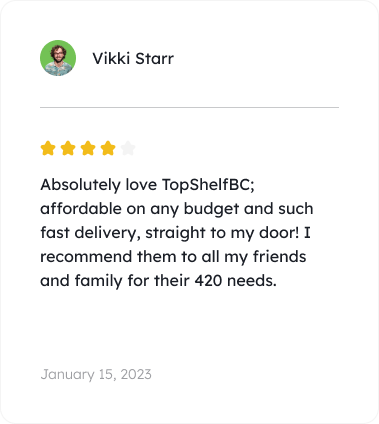 Vikki Starr
Absolutely love TopShelfBC;
affordable on any budget and such
fast delivery, straight to my door! I
recommend them to all my friends
and family for their 420 needs.
January 15, 2023